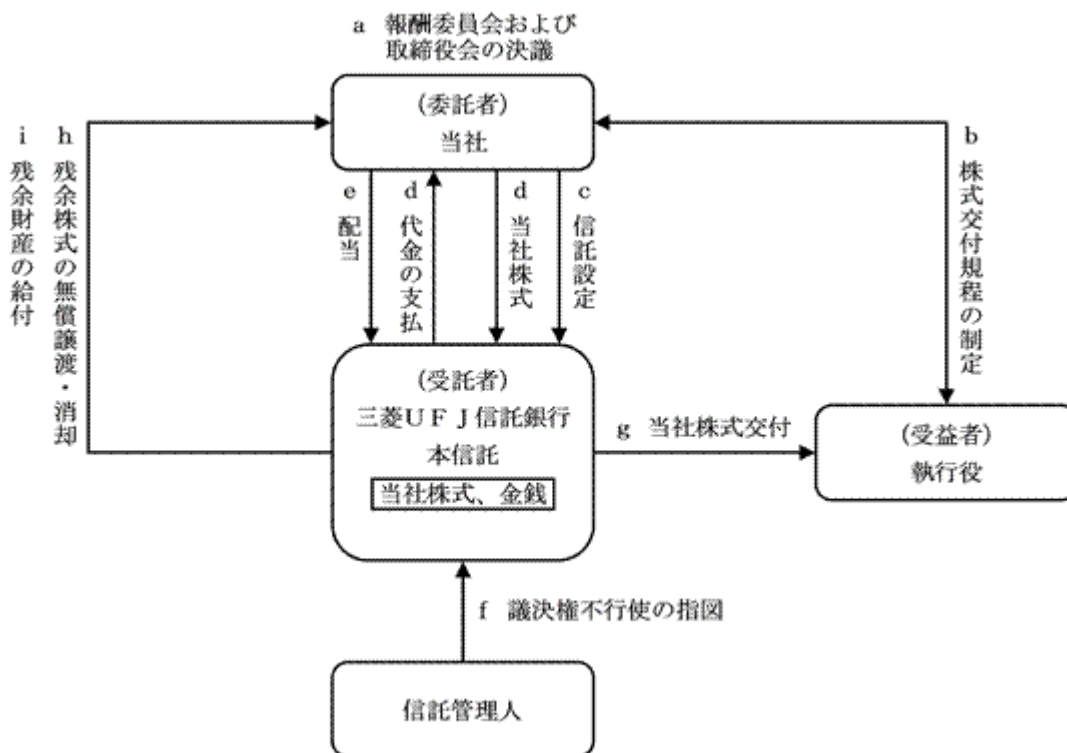 a 報酬委員会および
取締役会の決議
(委託者)
当社
i 残余財産の給付
h 残余株式の無償譲渡・消却
e 配当
d 代金の支払
d 当社株式
c 信託設定
b 株式交付規程の制定
(受託者)
三菱UFJ信託銀行
本信託
当社株式、金銭
g 当社株式交付
(受益者)
執行役
f 議決権不行使の指図
信託管理人